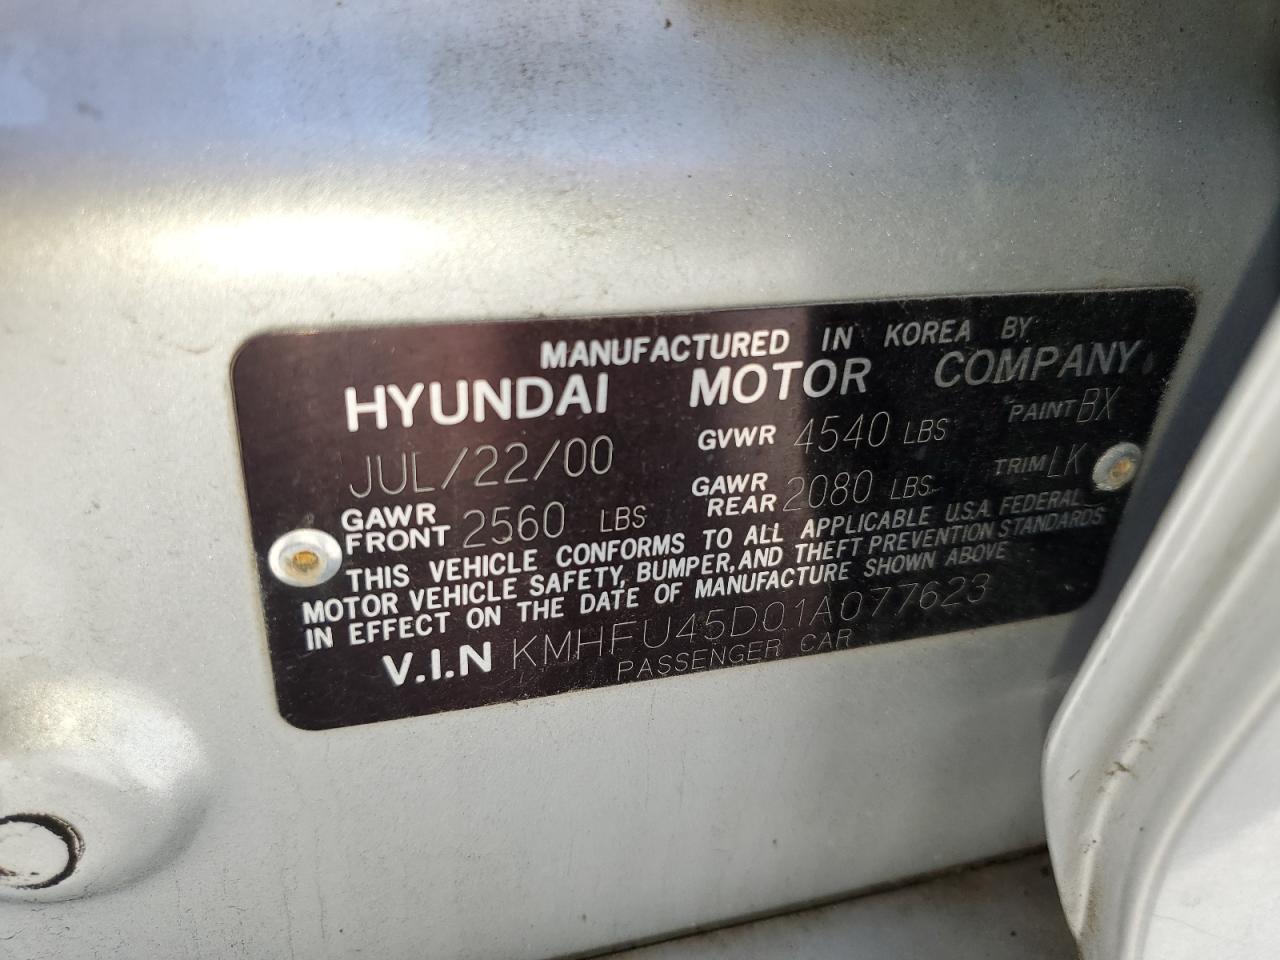 MANUFACTURED IN KOREA BY
HYUNDAI MOTOR COMPANY
JUL/22/00 GVWR 4540 LBS PAINT BX
GAWR FRONT 2560 LBS GAWR REAR 2080 LBS TRIM LK
THIS VEHICLE CONFORMS TO ALL APPLICABLE U.S.A. FEDERAL
MOTOR VEHICLE SAFETY, BUMPER, AND THEFT PREVENTION STANDARDS
IN EFFECT ON THE DATE OF MANUFACTURE SHOWN ABOVE
V.I.N KMHFU45D01A077623
PASSENGER CAR